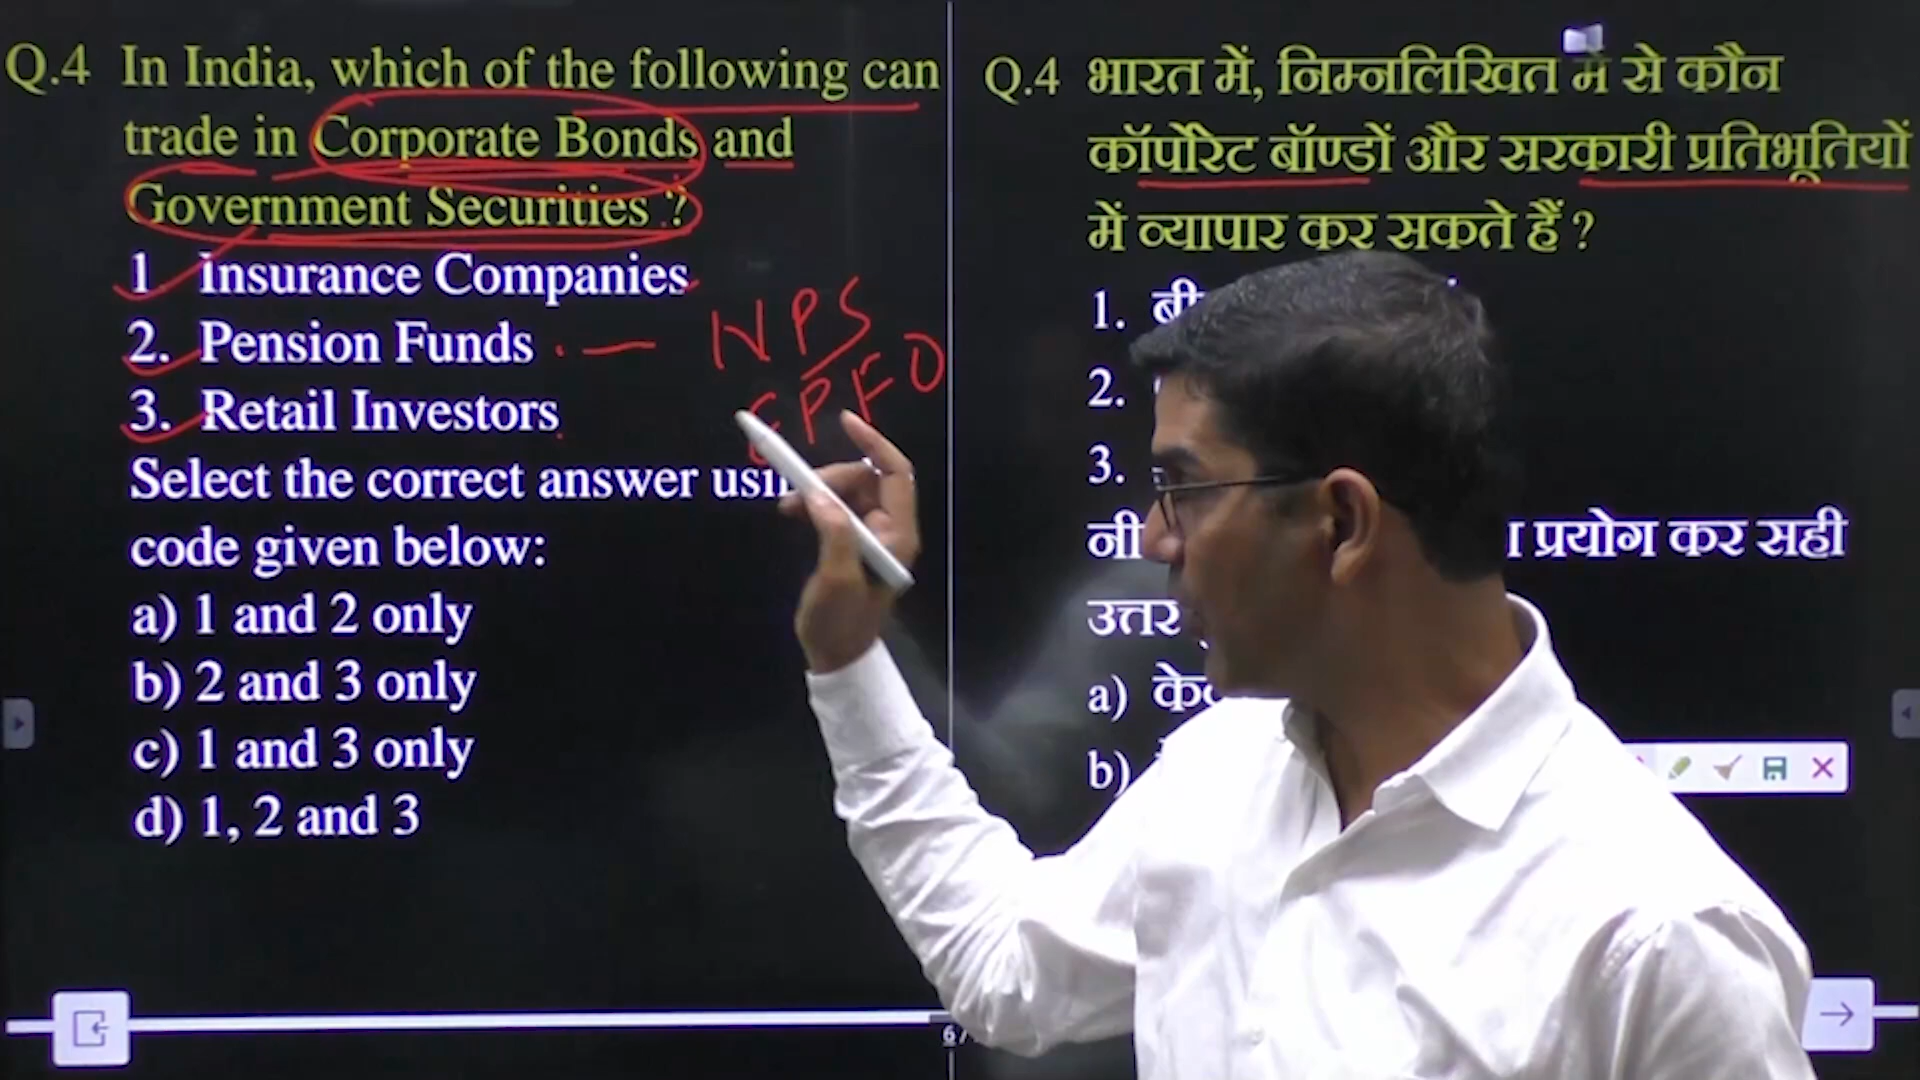 Q.4 In India, which of the following can
trade in Corporate Bonds and
Government Securities ?
1 Insurance Companies
2. Pension Funds — NPS
EPFO
3. Retail Investors
Select the correct answer
code given below:
a) 1 and 2 only
b) 2 and 3 only
c) 1 and 3 only
d) 1, 2 and 3
Q.4 भारत में, निम्नलिखित में से कौन
कॉर्पोरेट बॉण्डों और सरकारी प्रतिभूतियों
में व्यापार कर सकते हैं ?
1.
2.
3.
प्रयोग कर सही
उत्तर
a)
b)
6